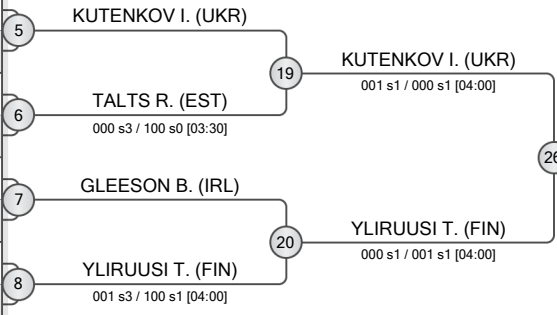 KUTENKOV I. (UKR)
5
19
KUTENKOV I. (UKR)
001 s1 / 000 s1 [04:00]
TALTS R. (EST)
6
000 s3 / 100 s0 [03:30]
26
GLEESON B. (IRL)
7
20
YLIRUUSI T. (FIN)
000 s1 / 001 s1 [04:00]
YLIRUUSI T. (FIN)
8
001 s3 / 100 s1 [04:00]